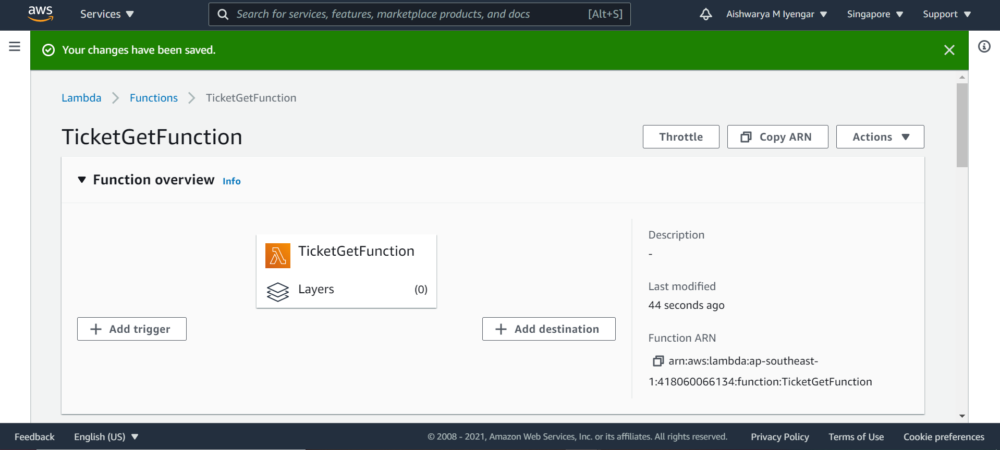 aws Services Search for services, features, marketplace products, and docs [Alt+S] Aishwarya M Iyengar Singapore Support
Your changes have been saved.
Lambda Functions TicketGetFunction
TicketGetFunction Throttle Copy ARN Actions
Function overview Info
TicketGetFunction
Layers (0)
Add trigger
Add destination
Description
-
Last modified
44 seconds ago
Function ARN
arn:aws:lambda:ap-southeast-
1:418060066134:function:TicketGetFunction
Feedback English (US) © 2008 - 2021, Amazon Web Services, Inc. or its affiliates. All rights reserved. Privacy Policy Terms of Use Cookie preferences